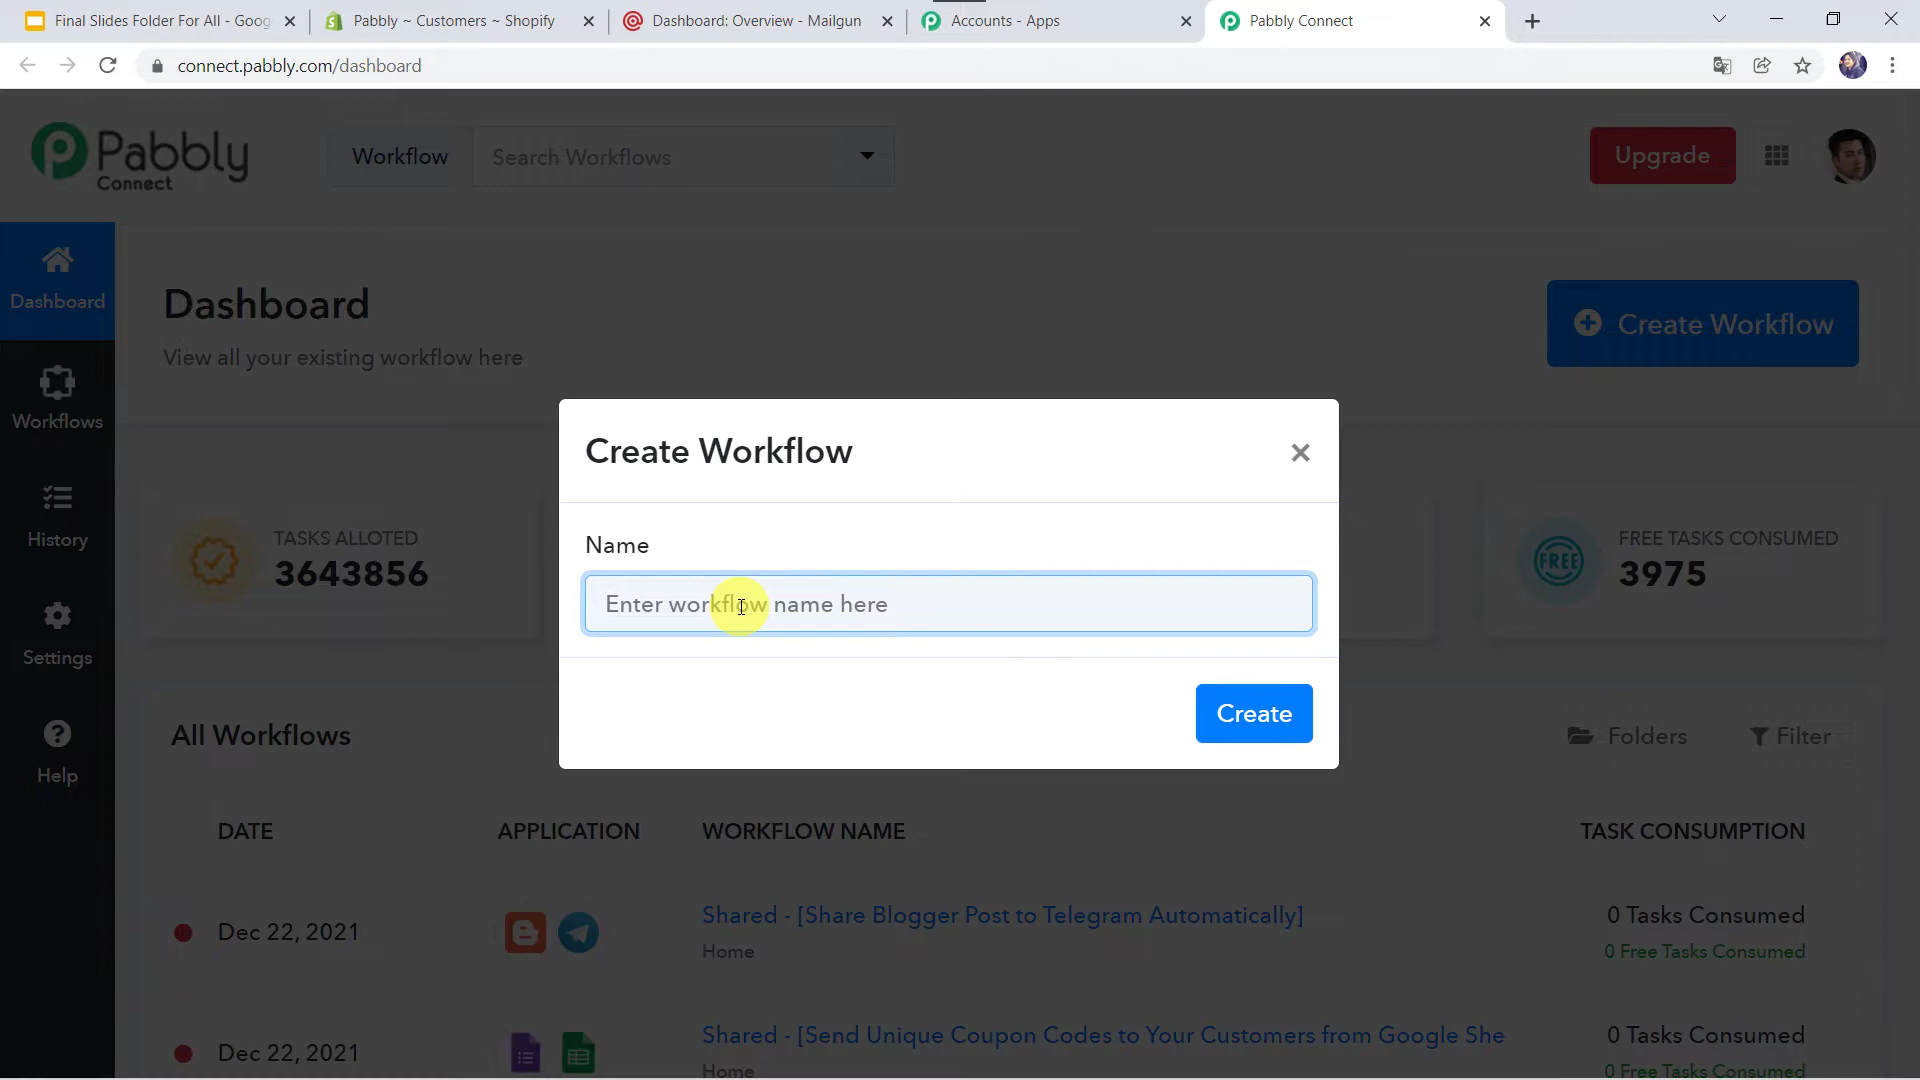 Final Slides Folder For All - Goog
Pabbly ~ Customers ~ Shopify
Dashboard: Overview - Mailgun
Accounts - Apps
Pabbly Connect
connect.pabbly.com/dashboard
Pabbly
Connect
Workflow
Search Workflows
Upgrade
Dashboard
Dashboard
View all your existing workflow here
Create Workflow
Workflows
Create Workflow
History
TASKS ALLOTED
3643856
Name
Enter workflow name here
FREE
FREE TASKS CONSUMED
3975
Settings
Create
Help
All Workflows
Folders
Filter
DATE
APPLICATION
WORKFLOW NAME
TASK CONSUMPTION
Dec 22, 2021
Shared - [Share Blogger Post to Telegram Automatically]
Home
0 Tasks Consumed
0 Free Tasks Consumed
Dec 22, 2021
Shared - [Send Unique Coupon Codes to Your Customers from Google She
Home
0 Tasks Consumed
0 Free Tasks Consumed